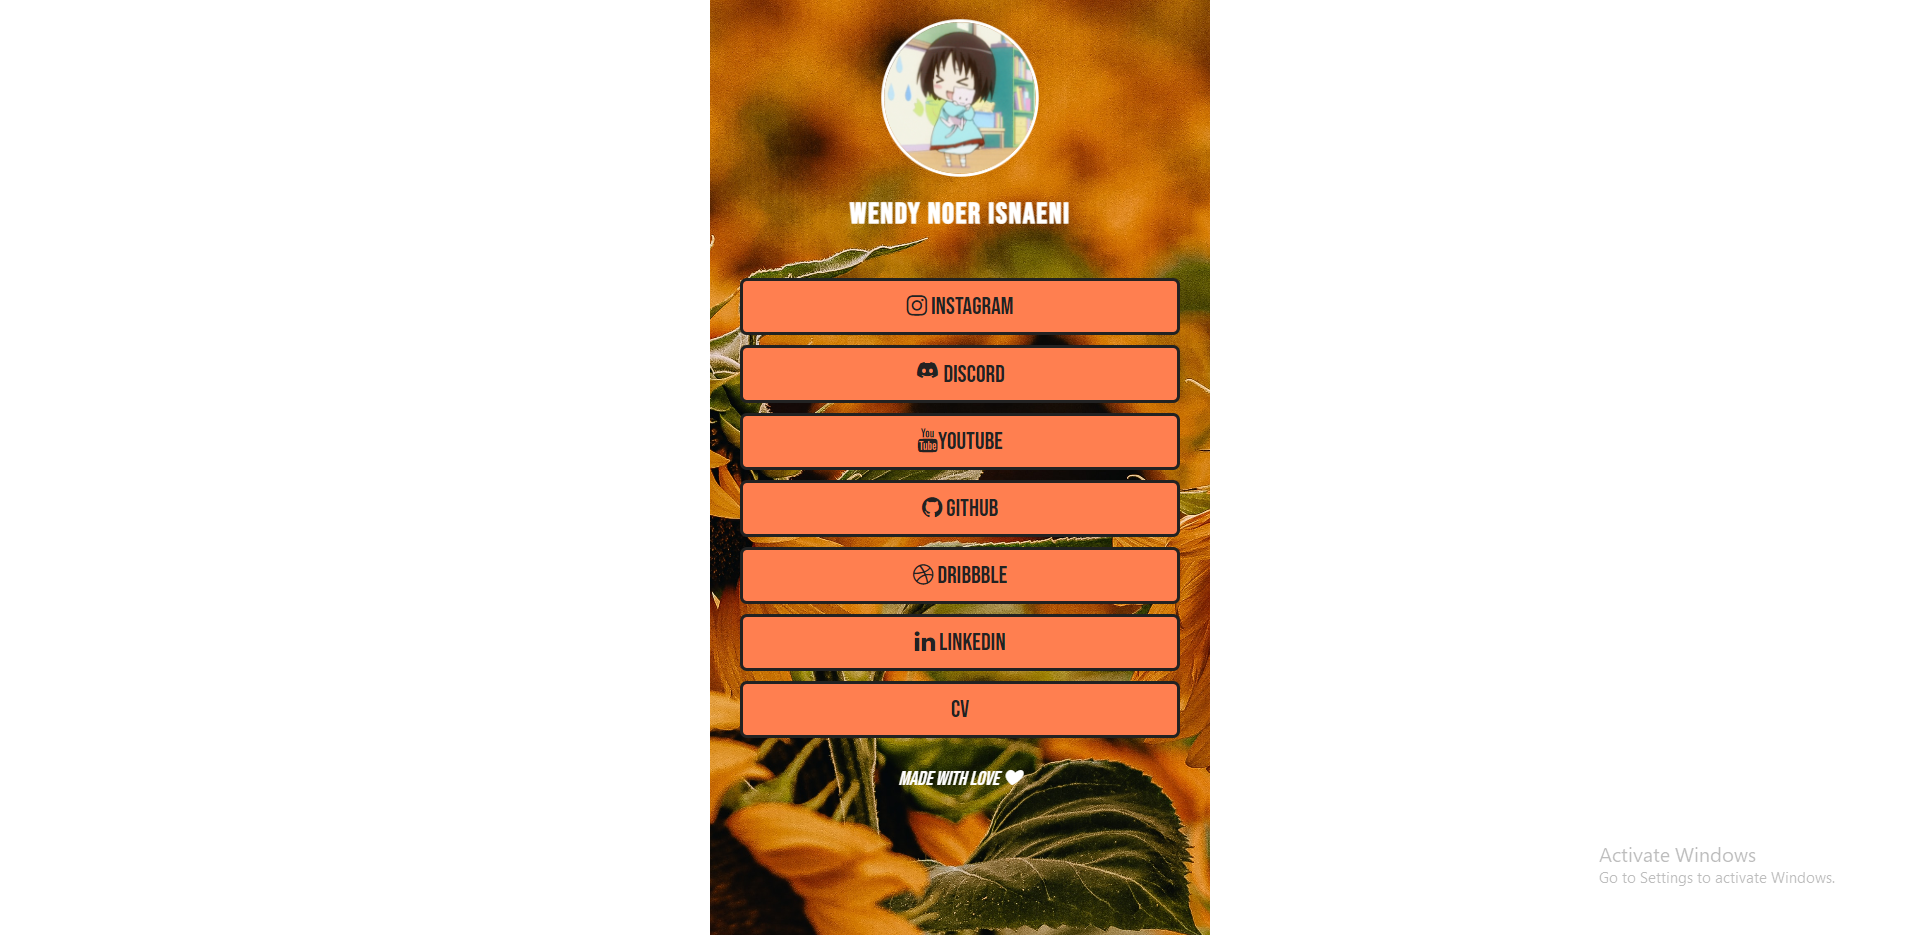 WENDY NOER ISNAENI
INSTAGRAM
DISCORD
You
Tube YOUTUBE
GITHUB
DRIBBBLE
in LINKEDIN
CV
MADE WITH LOVE
Activate Windows
Go to Settings to activate Windows.